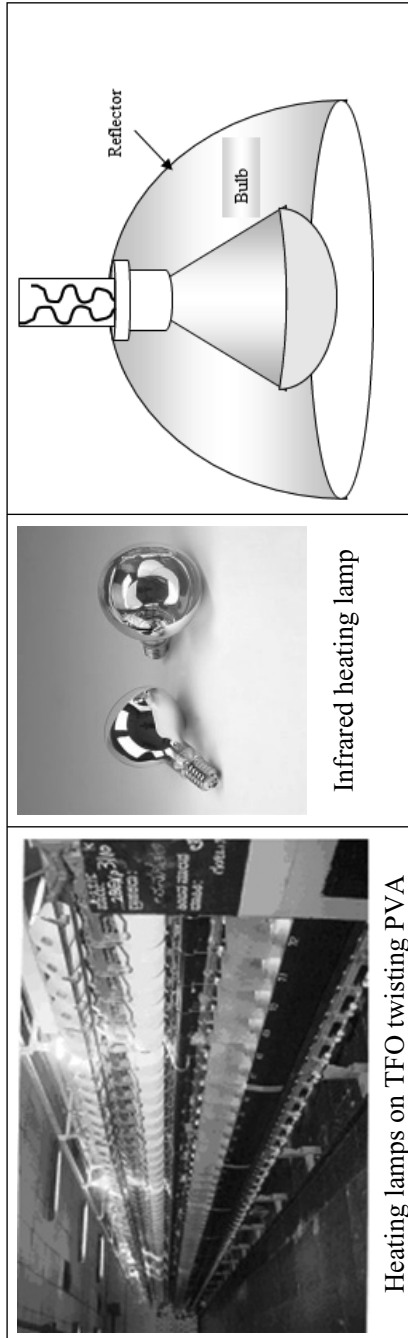 Heating lamps on TFO twisting PVA
Infrared heating lamp
Reflector
Bulb